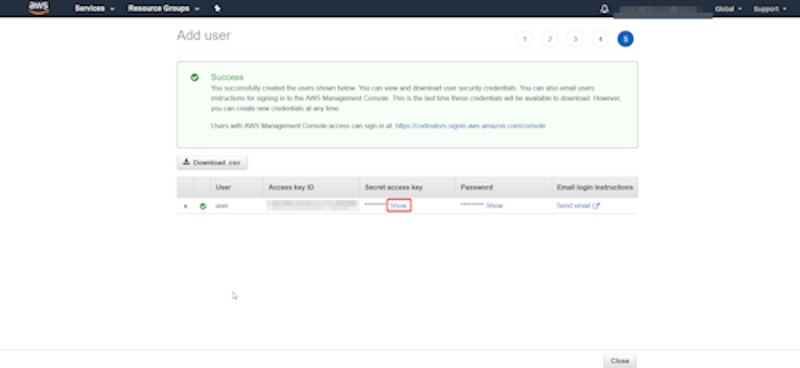 aws Services Resource Groups Global Support
Add user
1 2 3 4 5
Success
You successfully created the users shown below. You can view and download user security credentials. You can also email users
instructions for signing in to the AWS Management Console. This is the last time these credentials will be available to download. However,
you can create new credentials at any time.
Users with AWS Management Console access can sign-in at: https://codinators.signin.aws.amazon.com/console
Download .csv
User Access key ID Secret access key Password Email login instructions
user ********* Show ********* Show Send email
Close